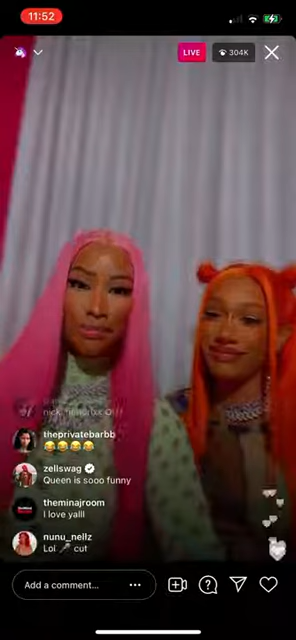 11:52
LIVE
304K
theprivatebarbb
😂😂😂😂
zellswag
Queen is sooo funny
theminajroom
I love yalll
nunu_nellz
Lol 🎤 cut
Add a comment...